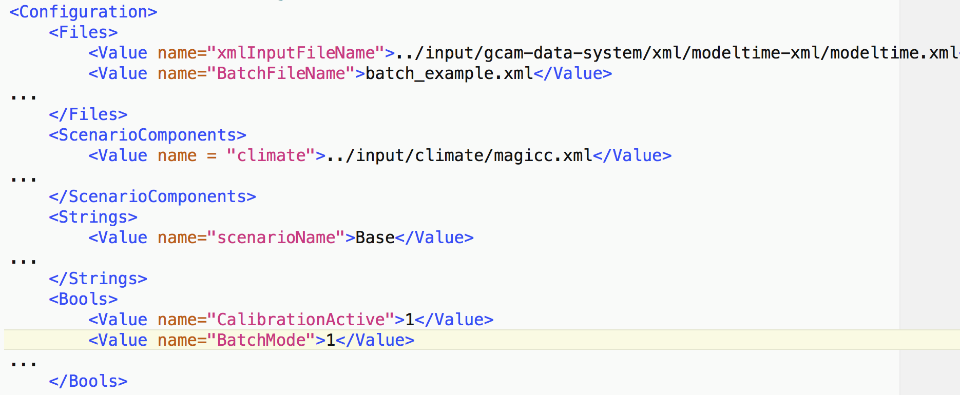 <Configuration>
<Files>
<Value name="xmlInputFileName">../input/gcam-data-system/xml/modeltime-xml/modeltime.xml
<Value name="BatchFileName">batch_example.xml</Value>
...
</Files>
<ScenarioComponents>
<Value name = "climate">../input/climate/magicc.xml</Value>
...
</ScenarioComponents>
<Strings>
<Value name="scenarioName">Base</Value>
...
</Strings>
<Bools>
<Value name="CalibrationActive">1</Value>
<Value name="BatchMode">1</Value>
...
</Bools>